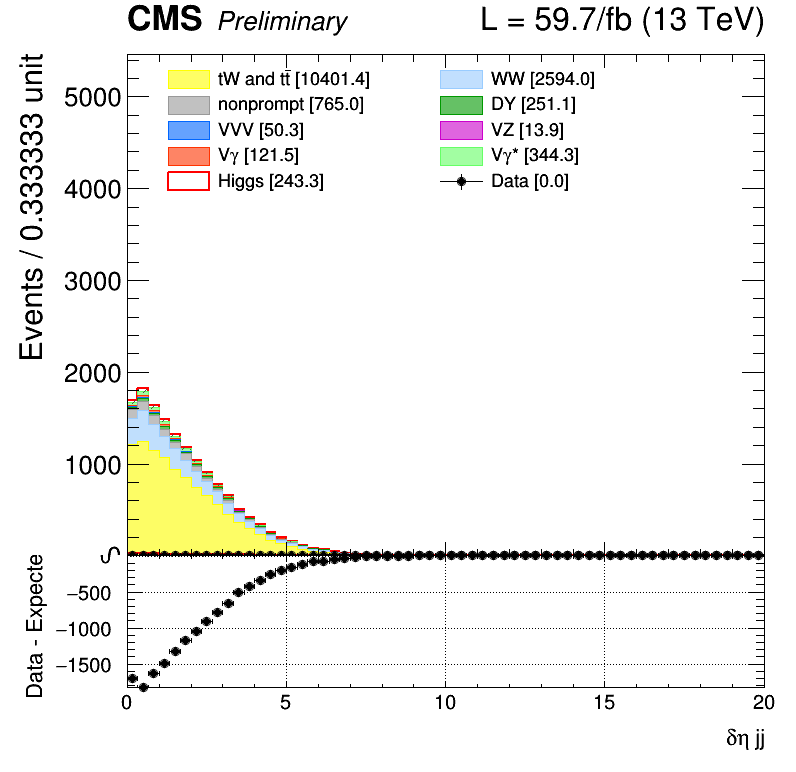 CMS Preliminary L = 59.7/fb (13 TeV)
Events / 0.333333 unit
5000
4000
3000
2000
1000
0
tW and tt̄ [10401.4]
nonprompt [765.0]
VVV [50.3]
Vγ [121.5]
Higgs [243.3]
WW [2594.0]
DY [251.1]
VZ [13.9]
Vγ* [344.3]
Data [0.0]
Data - Expecte
−500
−1000
−1500
0 5 10 15 20
δη jj